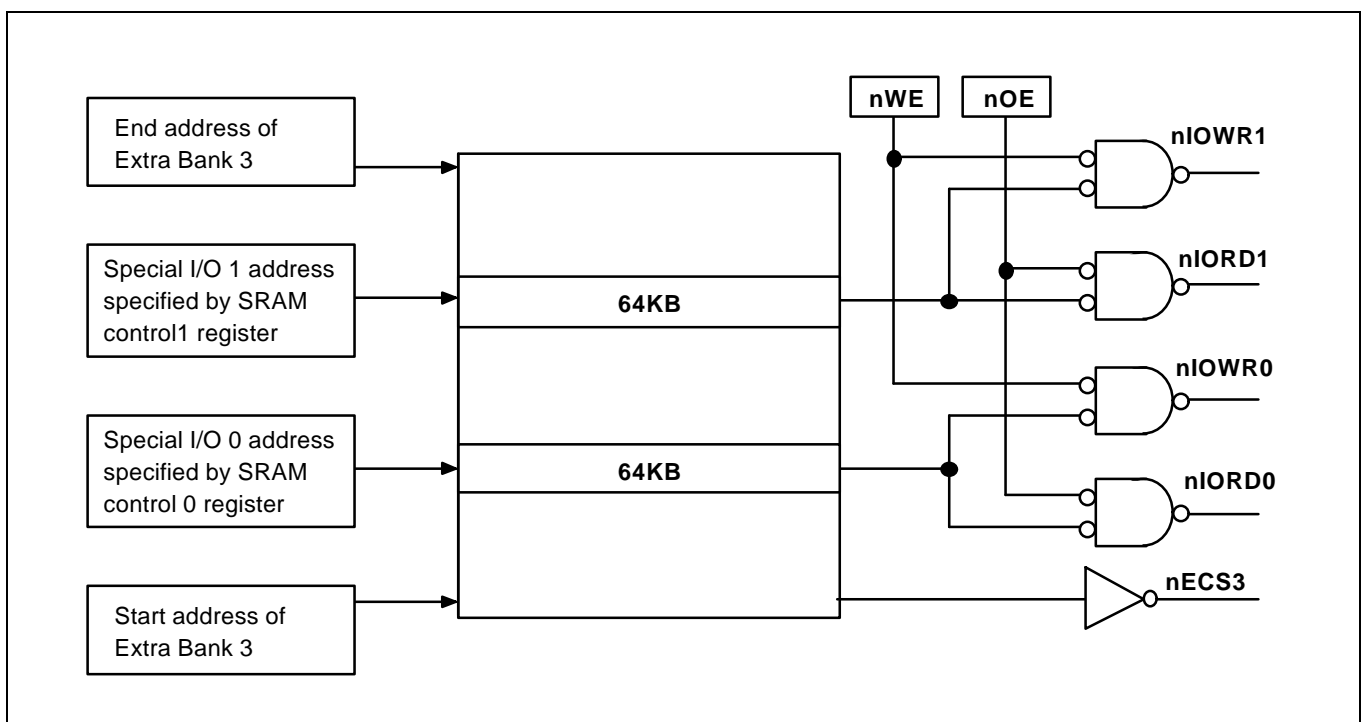 End address of
Extra Bank 3
Special I/O 1 address
specified by SRAM
control1 register
Special I/O 0 address
specified by SRAM
control 0 register
Start address of
Extra Bank 3
64KB
64KB
nWE
nOE
nIOWR1
nIORD1
nIOWR0
nIORD0
nECS3